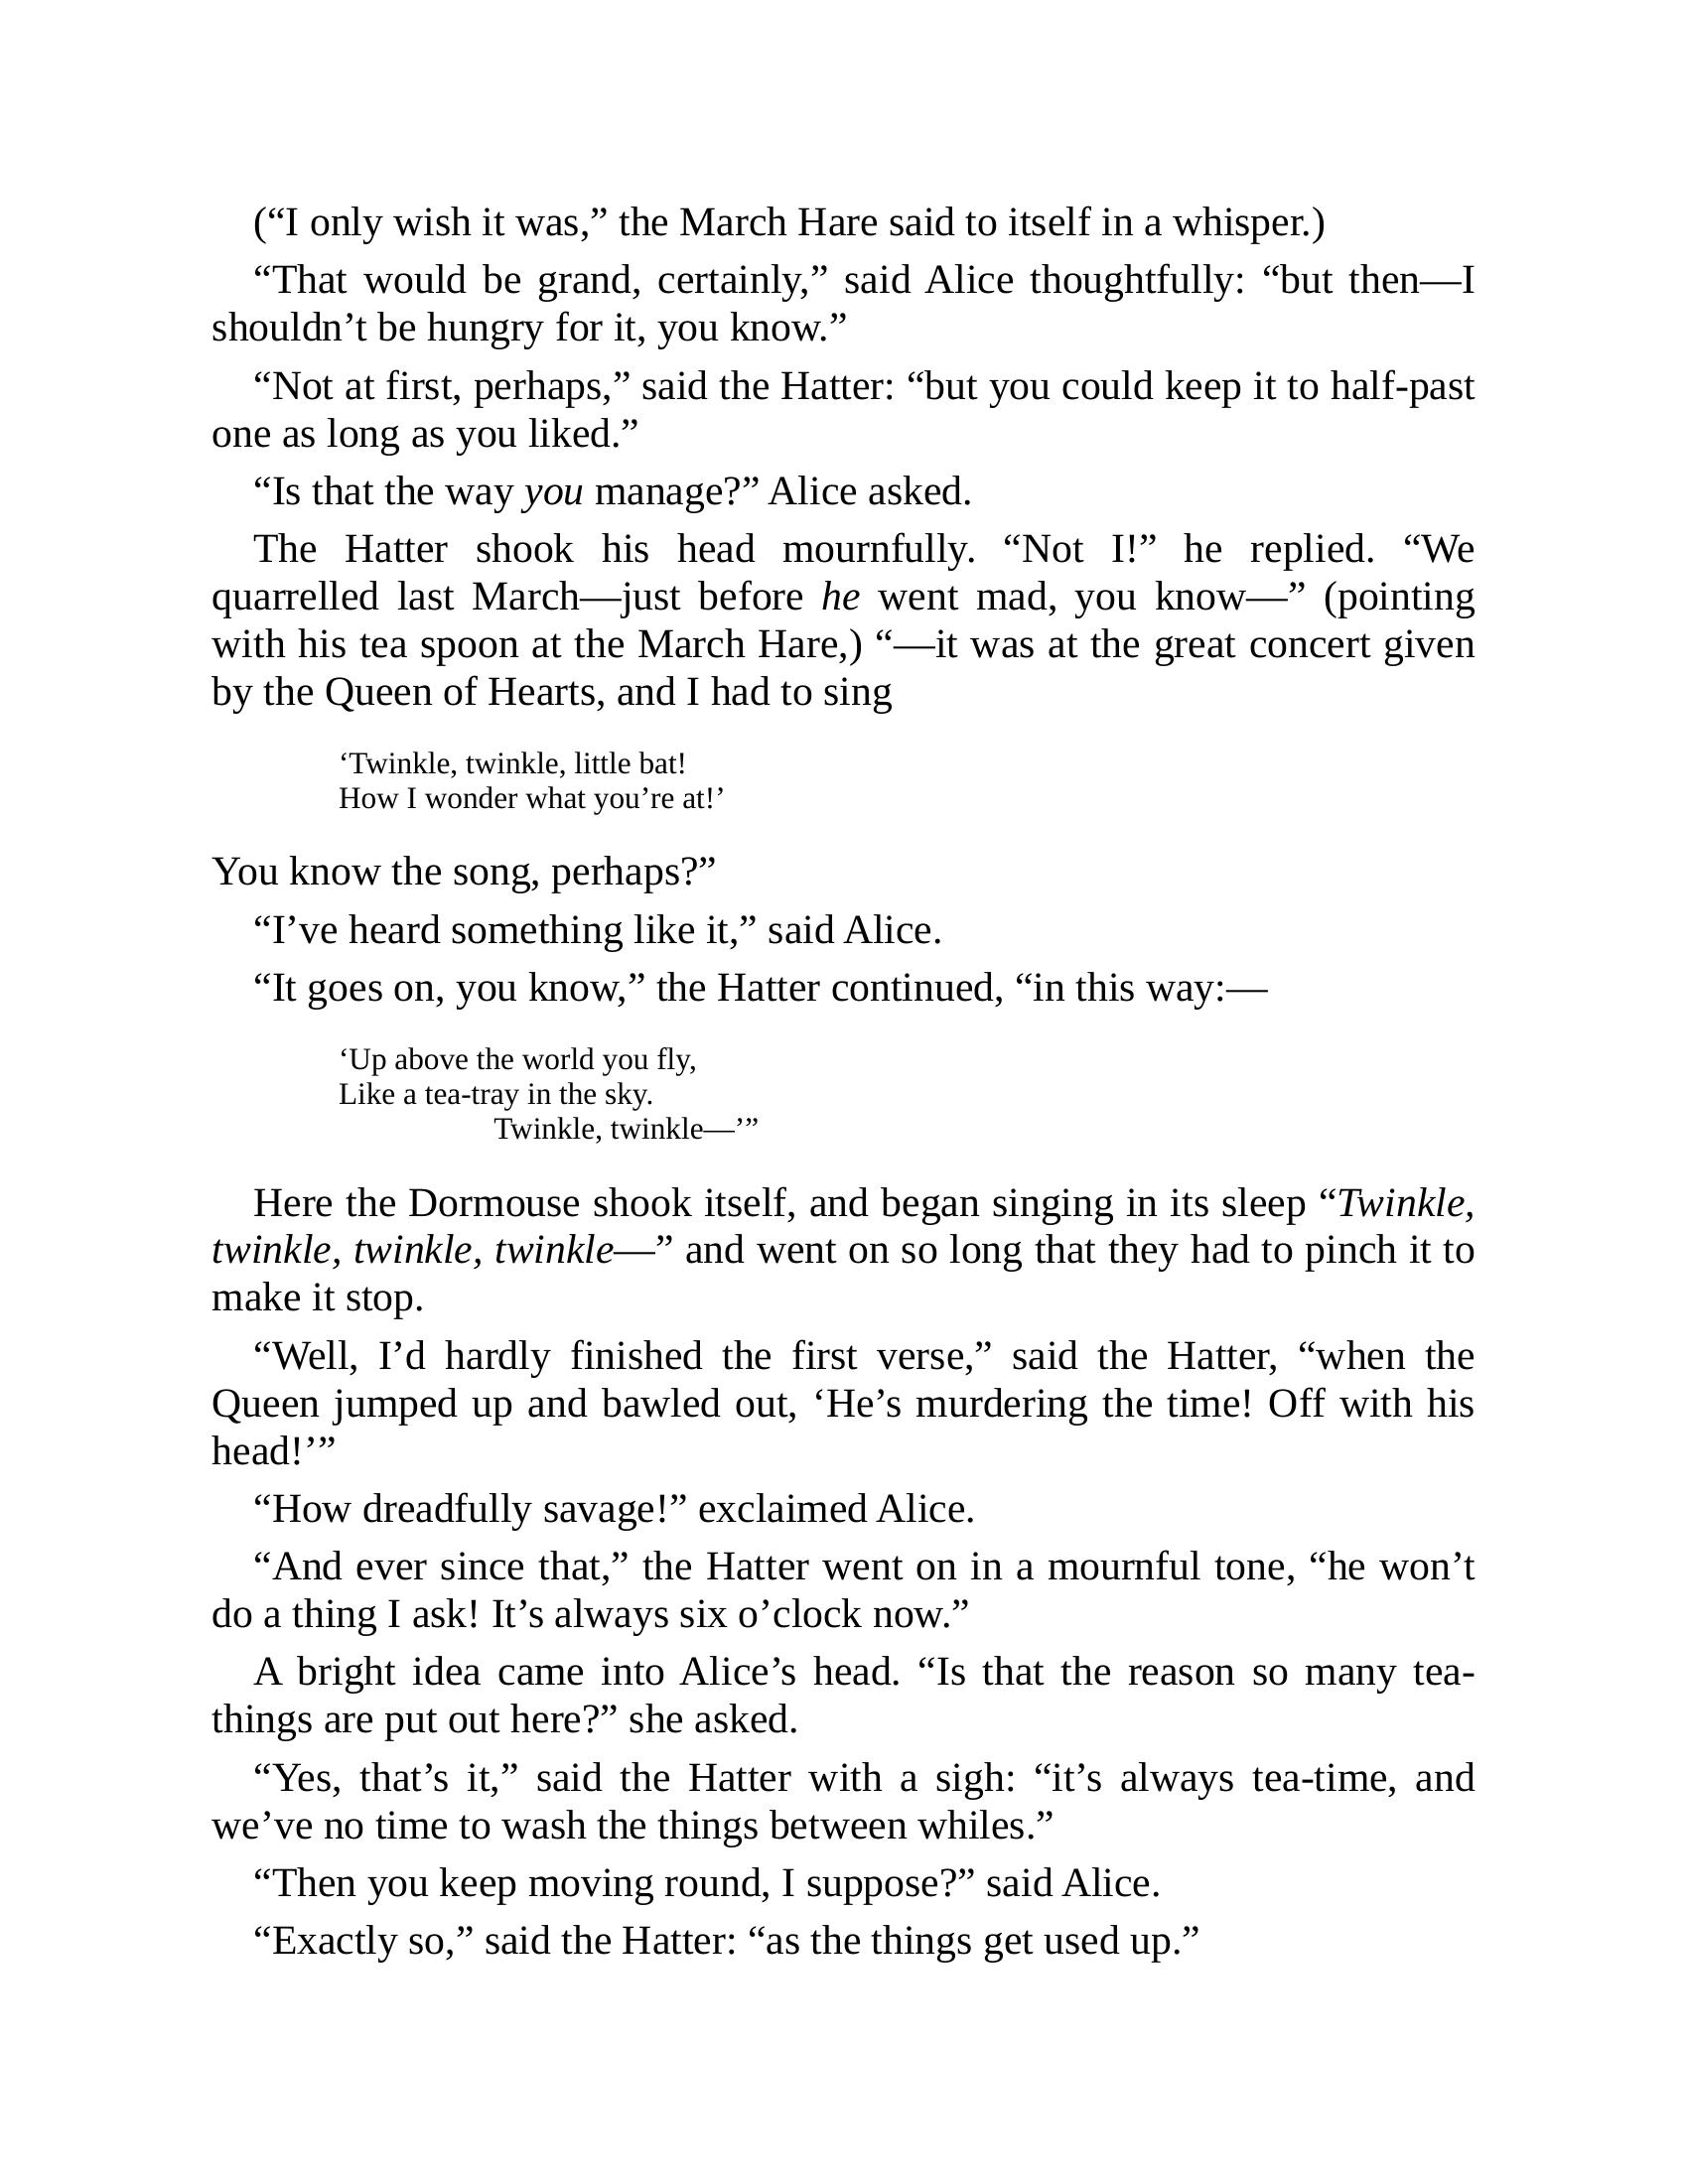 (“I only wish it was,” the March Hare said to itself in a whisper.)
“That would be grand, certainly,” said Alice thoughtfully: “but then—I
shouldn’t be hungry for it, you know.”
“Not at first, perhaps,” said the Hatter: “but you could keep it to half-past
one as long as you liked.”
“Is that the way you manage?” Alice asked.
The Hatter shook his head mournfully. “Not I!” he replied. “We
quarrelled last March—just before he went mad, you know—” (pointing
with his tea spoon at the March Hare,) “—it was at the great concert given
by the Queen of Hearts, and I had to sing
‘Twinkle, twinkle, little bat!
How I wonder what you’re at!’
You know the song, perhaps?”
“I’ve heard something like it,” said Alice.
“It goes on, you know,” the Hatter continued, “in this way:—
‘Up above the world you fly,
Like a tea-tray in the sky.
Twinkle, twinkle—’”
Here the Dormouse shook itself, and began singing in its sleep “Twinkle,
twinkle, twinkle, twinkle—” and went on so long that they had to pinch it to
make it stop.
“Well, I’d hardly finished the first verse,” said the Hatter, “when the
Queen jumped up and bawled out, ‘He’s murdering the time! Off with his
head!’”
“How dreadfully savage!” exclaimed Alice.
“And ever since that,” the Hatter went on in a mournful tone, “he won’t
do a thing I ask! It’s always six o’clock now.”
A bright idea came into Alice’s head. “Is that the reason so many tea-
things are put out here?” she asked.
“Yes, that’s it,” said the Hatter with a sigh: “it’s always tea-time, and
we’ve no time to wash the things between whiles.”
“Then you keep moving round, I suppose?” said Alice.
“Exactly so,” said the Hatter: “as the things get used up.”